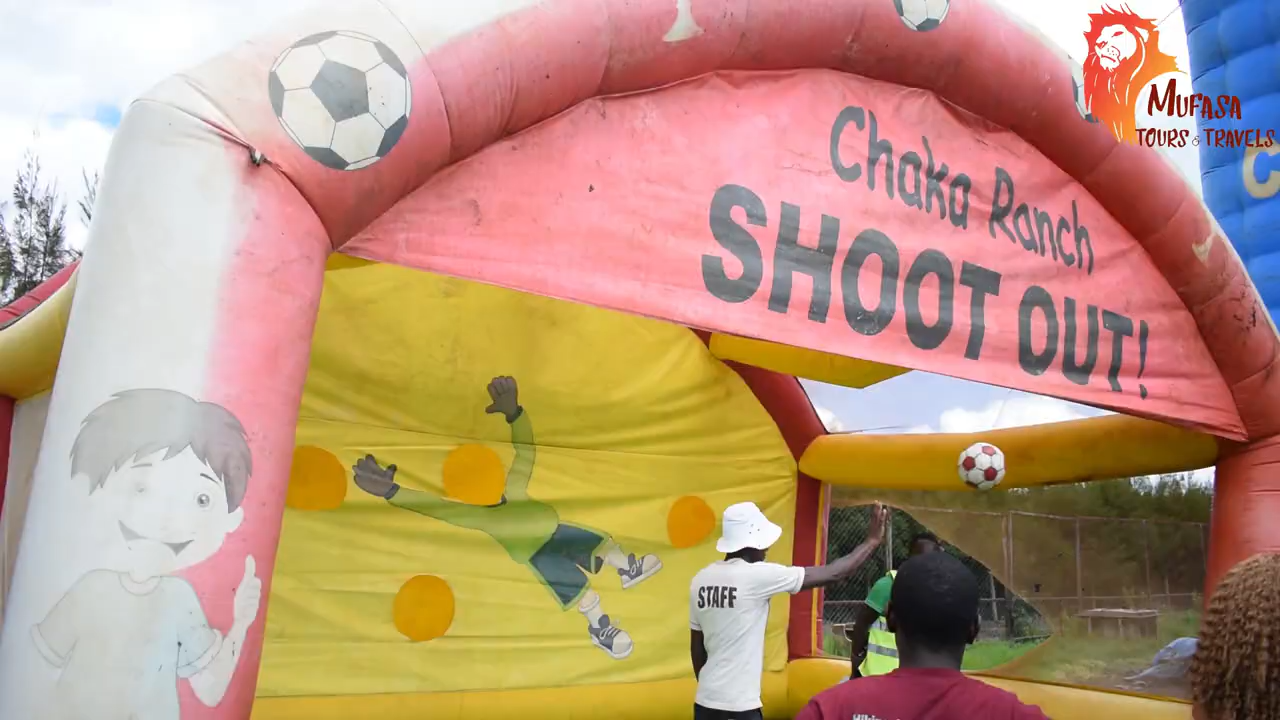 Chaka Ranch
SHOOT OUT!
MUFASA
TOURS & TRAVELS
STAFF